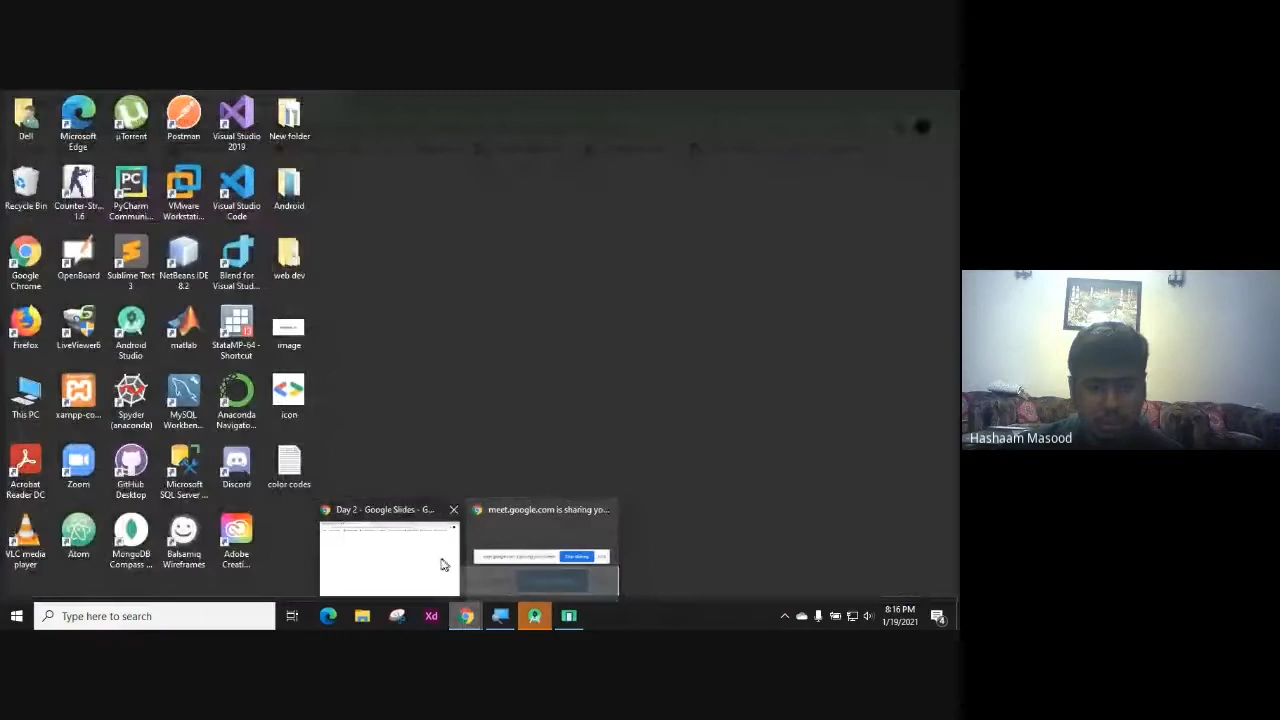 Dell
Microsoft
Edge
µTorrent
Postman
Visual Studio
2019
New folder
Recycle Bin
Counter-Str...
1.6
PyCharm
Communi...
VMware
Workstati...
Visual Studio
Code
Android
Google
Chrome
OpenBoard
Sublime Text
3
NetBeans IDE
8.2
Blend for
Visual Stud...
web dev
Firefox
LiveViewer6
Android
Studio
matlab
StataMP-64 -
Shortcut
image
This PC
xampp-co...
Spyder
(anaconda)
MySQL
Workben...
Anaconda
Navigato...
icon
Acrobat
Reader DC
Zoom
GitHub
Desktop
Microsoft
SQL Server ...
Discord
color codes
VLC media
player
Atom
MongoDB
Compass ...
Balsamiq
Wireframes
Adobe
Creati...
Day 2 - Google Slides - G...
meet.google.com is sharing yo...
Stop sharing
Type here to search
Xd
8:16 PM
1/19/2021
4
Hashaam Masood